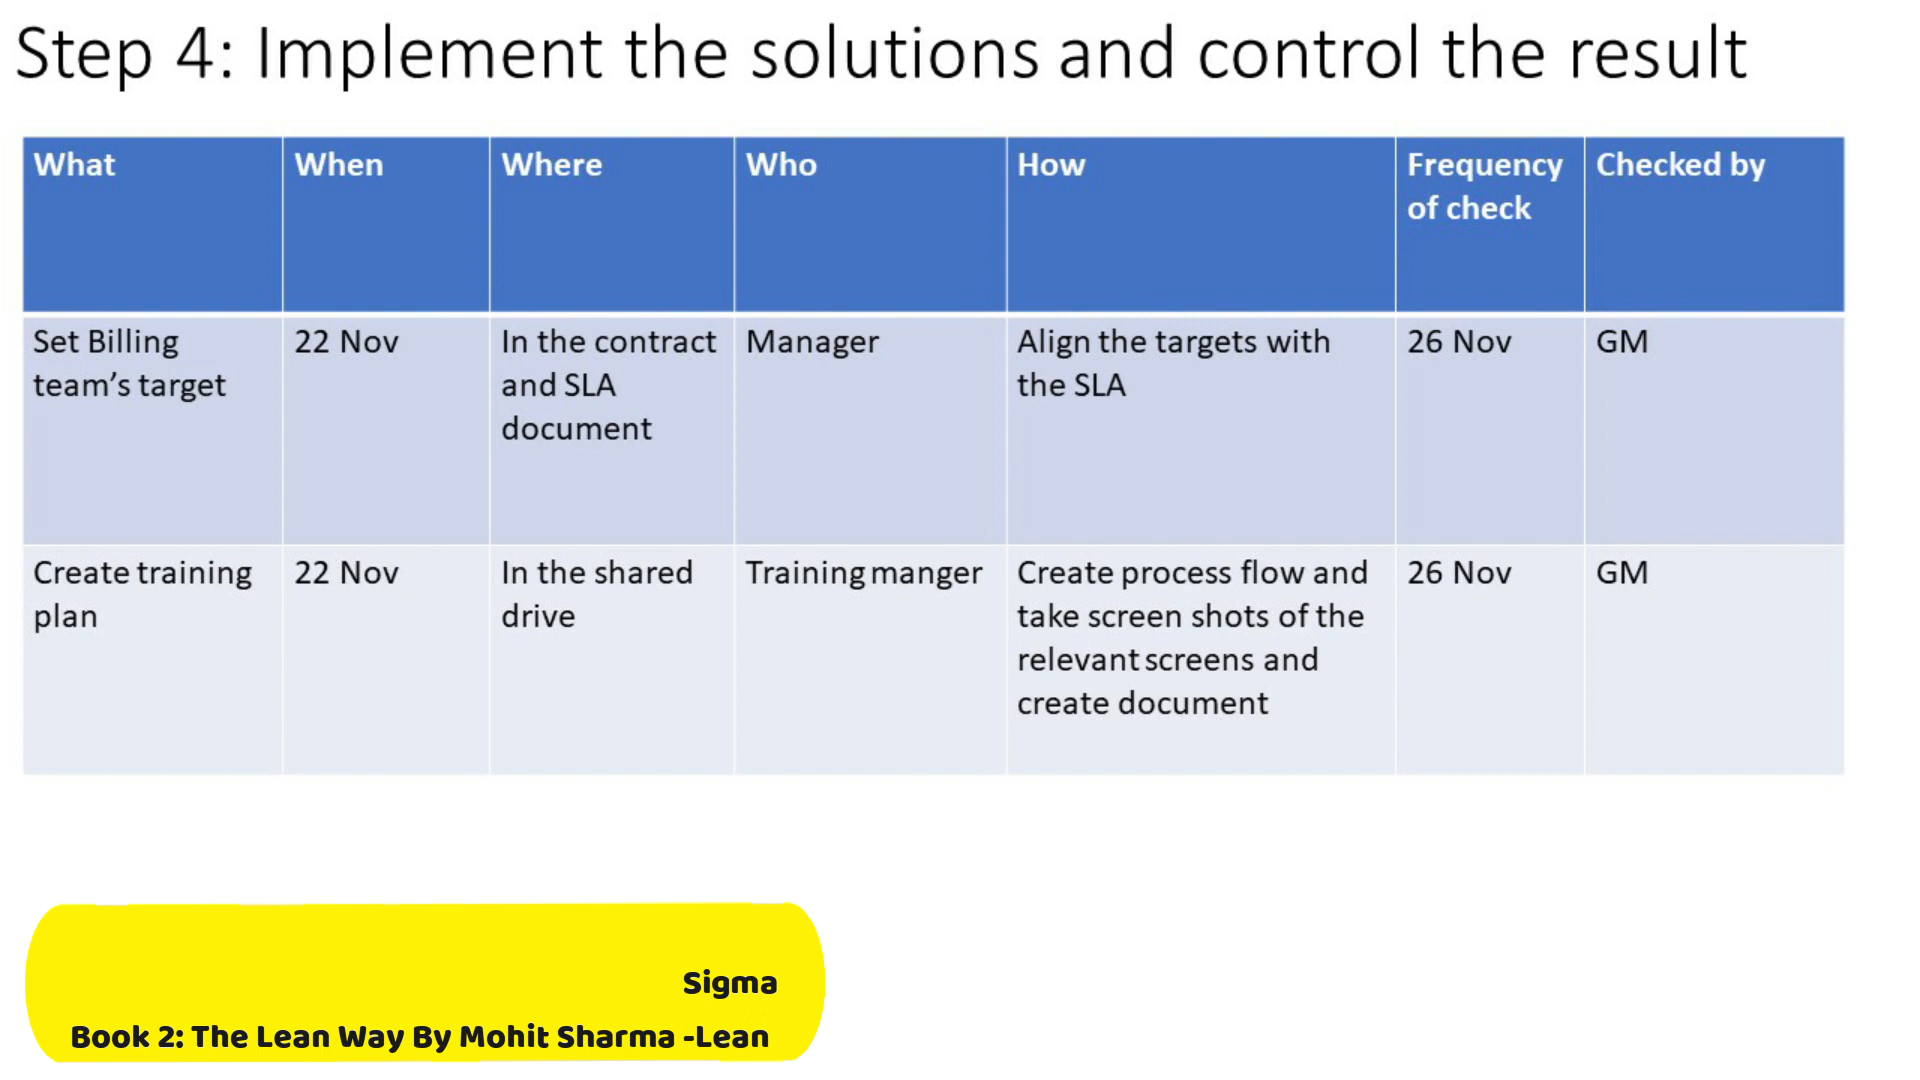 Step 4: Implement the solutions and control the result
What
When
Where
Who
How
Frequency
of check
Checked by
Set Billing
team's target
22 Nov
In the contract
and SLA
document
Manager
Align the targets with
the SLA
26 Nov
GM
Create training
plan
22 Nov
In the shared
drive
Training manger
Create process flow and
take screen shots of the
relevant screens and
create document
26 Nov
GM
Sigma
Book 2: The Lean Way By Mohit Sharma -Lean